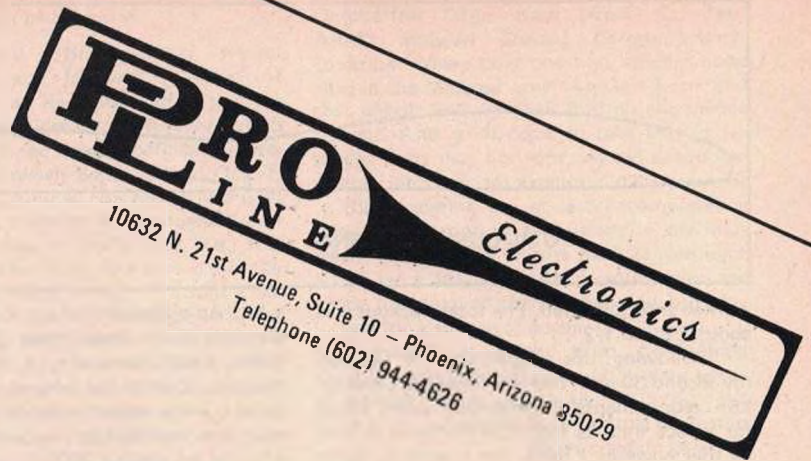 PRO
LINE
Electronics
10632 N. 21st Avenue, Suite 10 – Phoenix, Arizona 85029
Telephone (602) 944-4626